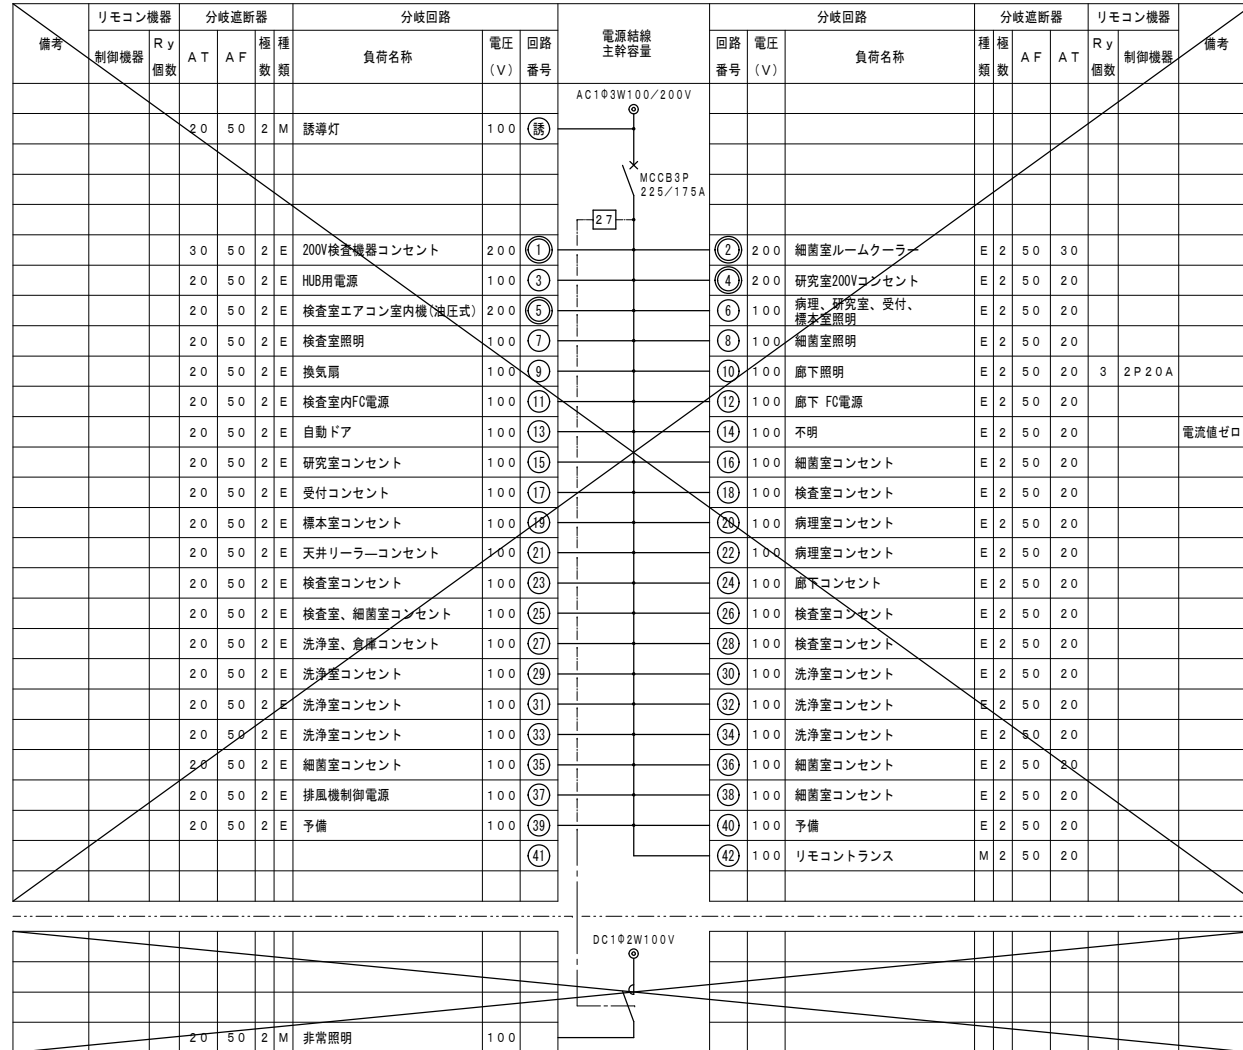 リモコン機器 分岐遮断器 分岐回路 電源結線 主幹容量 分岐回路 分岐遮断器 リモコン機器
備考 制御機器 Ry個数 AT AF 極数 種類 負荷名称 電圧(V) 回路番号 回路番号 電圧(V) 負荷名称 種類 極数 AF AT Ry個数 制御機器 備考
AC1Φ3W100/200V
20 50 2 M 誘導灯 100 誘
MCCB3P
225/175A
27
30 50 2 E 200V検査機器コンセント 200 1 2 200 細菌室ルームクーラー E 2 50 30
20 50 2 E HUB用電源 100 3 4 200 研究室200Vコンセント E 2 50 20
20 50 2 E 検査室エアコン室内機(油圧式) 200 5 6 100 病理、研究室、受付、標本室照明 E 2 50 20
20 50 2 E 検査室照明 100 7 8 100 細菌室照明 E 2 50 20
20 50 2 E 換気扇 100 9 10 100 廊下照明 E 2 50 20 3 2P20A
20 50 2 E 検査室内FC電源 100 11 12 100 廊下 FC電源 E 2 50 20
20 50 2 E 自動ドア 100 13 14 100 不明 E 2 50 20 電流値ゼロ
20 50 2 E 研究室コンセント 100 15 16 100 細菌室コンセント E 2 50 20
20 50 2 E 受付コンセント 100 17 18 100 検査室コンセント E 2 50 20
20 50 2 E 標本室コンセント 100 19 20 100 病理室コンセント E 2 50 20
20 50 2 E 天井リーラ―コンセント 100 21 22 100 病理室コンセント E 2 50 20
20 50 2 E 検査室コンセント 100 23 24 100 廊下コンセント E 2 50 20
20 50 2 E 検査室、細菌室コンセント 100 25 26 100 検査室コンセント E 2 50 20
20 50 2 E 洗浄室、倉庫コンセント 100 27 28 100 検査室コンセント E 2 50 20
20 50 2 E 洗浄室コンセント 100 29 30 100 洗浄室コンセント E 2 50 20
20 50 2 E 洗浄室コンセント 100 31 32 100 洗浄室コンセント E 2 50 20
20 50 2 E 洗浄室コンセント 100 33 34 100 洗浄室コンセント E 2 50 20
20 50 2 E 細菌室コンセント 100 35 36 100 細菌室コンセント E 2 50 20
20 50 2 E 排風機制御電源 100 37 38 100 細菌室コンセント E 2 50 20
20 50 2 E 予備 100 39 40 100 予備 E 2 50 20
41 42 100 リモコントランス M 2 50 20
DC1Φ2W100V
20 50 2 M 非常照明 100